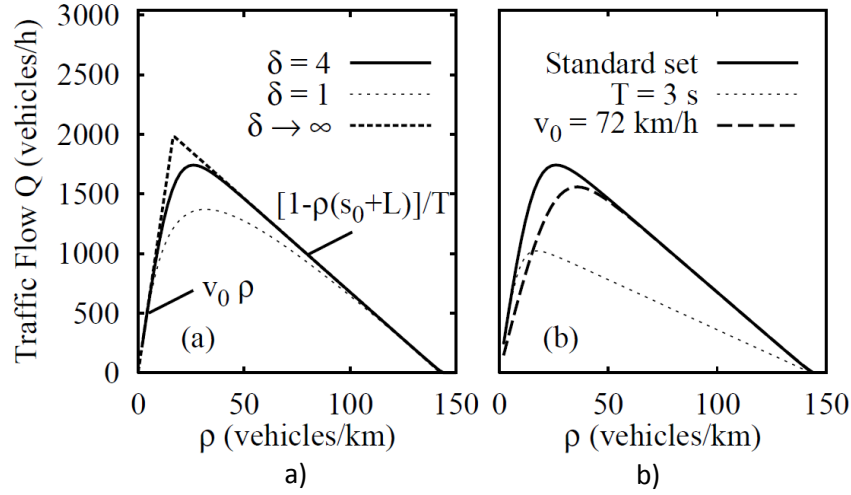 Traffic Flow Q (vehicles/h)
3000
2500
2000
1500
1000
500
0
δ = 4
δ = 1
δ → ∞
[1-ρ(s₀+L)]/T
v₀ ρ
(a)
0 50 100 150
ρ (vehicles/km)
a)
Standard set
T = 3 s
v₀ = 72 km/h
(b)
0 50 100 150
ρ (vehicles/km)
b)